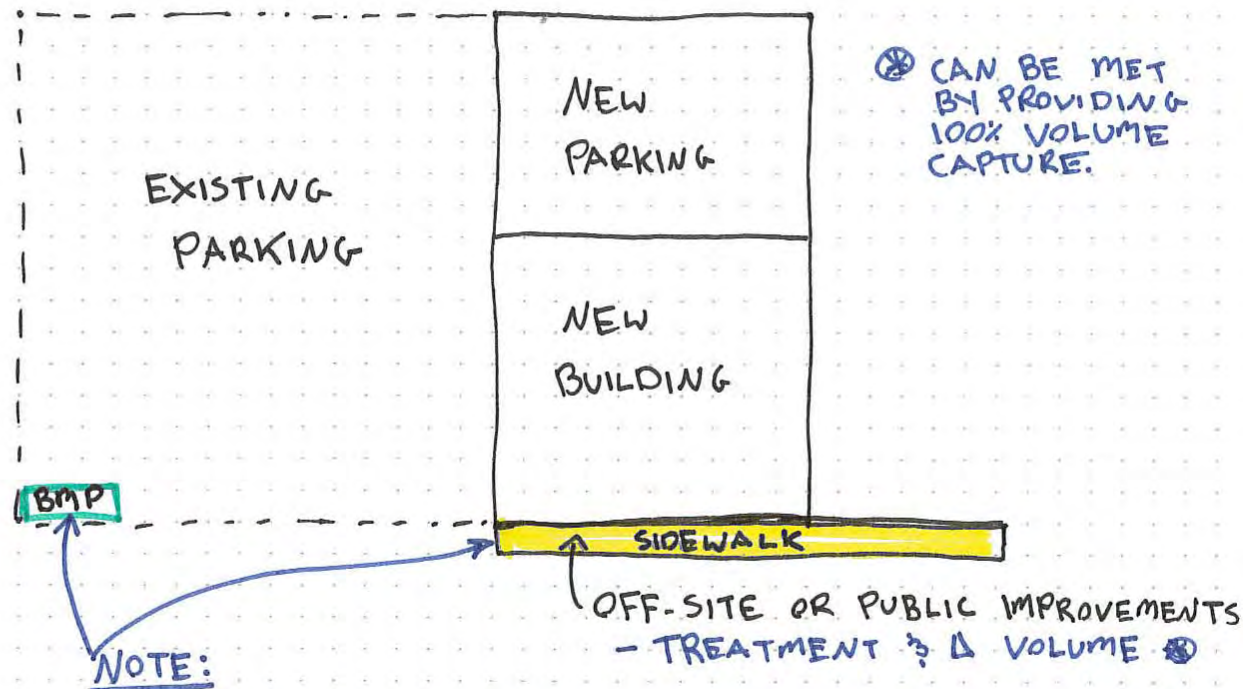 NEW
PARKING
⊛ CAN BE MET
BY PROVIDING
100% VOLUME
CAPTURE.
EXISTING
PARKING
NEW
BUILDING
BMP
SIDEWALK
OFF-SITE OR PUBLIC IMPROVEMENTS
- TREATMENT & Δ VOLUME ⊛
NOTE: